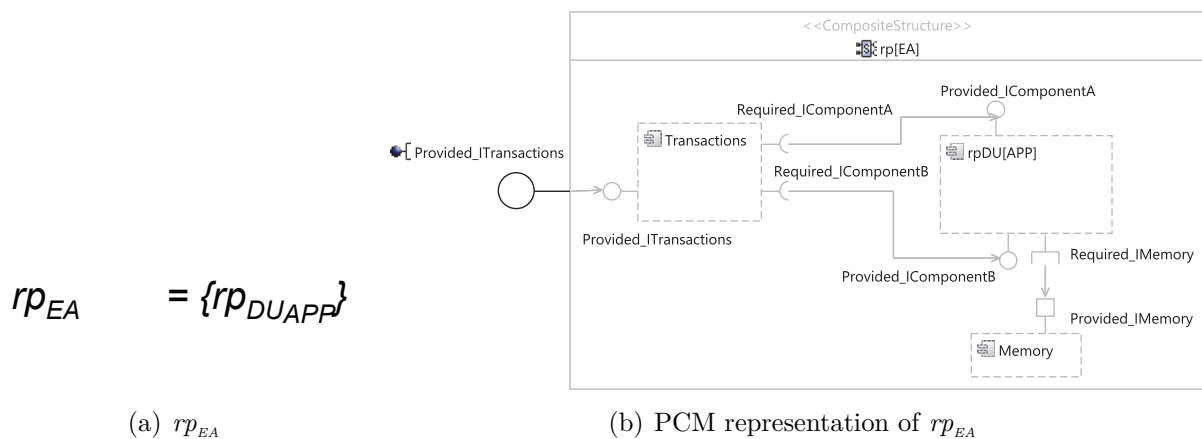 <<CompositeStructure>>
rp[EA]
Provided_IComponentA
Required_IComponentA
Transactions
rpDU[APP]
Provided_ITransactions
Required_IComponentB
Provided_ITransactions
Required_IMemory
Provided_IComponentB
rp_EA = {rp_DU_APP}
Provided_IMemory
Memory
(a) rp_EA
(b) PCM representation of rp_EA